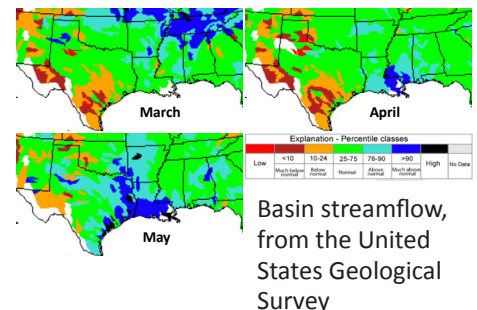 March
April
May
Explanation - Percentile classes
Low
<10
10-24
25-75
76-90
>90
High
No Data
Much below normal
Below normal
Normal
Above normal
Much above normal
Basin streamflow,
from the United
States Geological
Survey